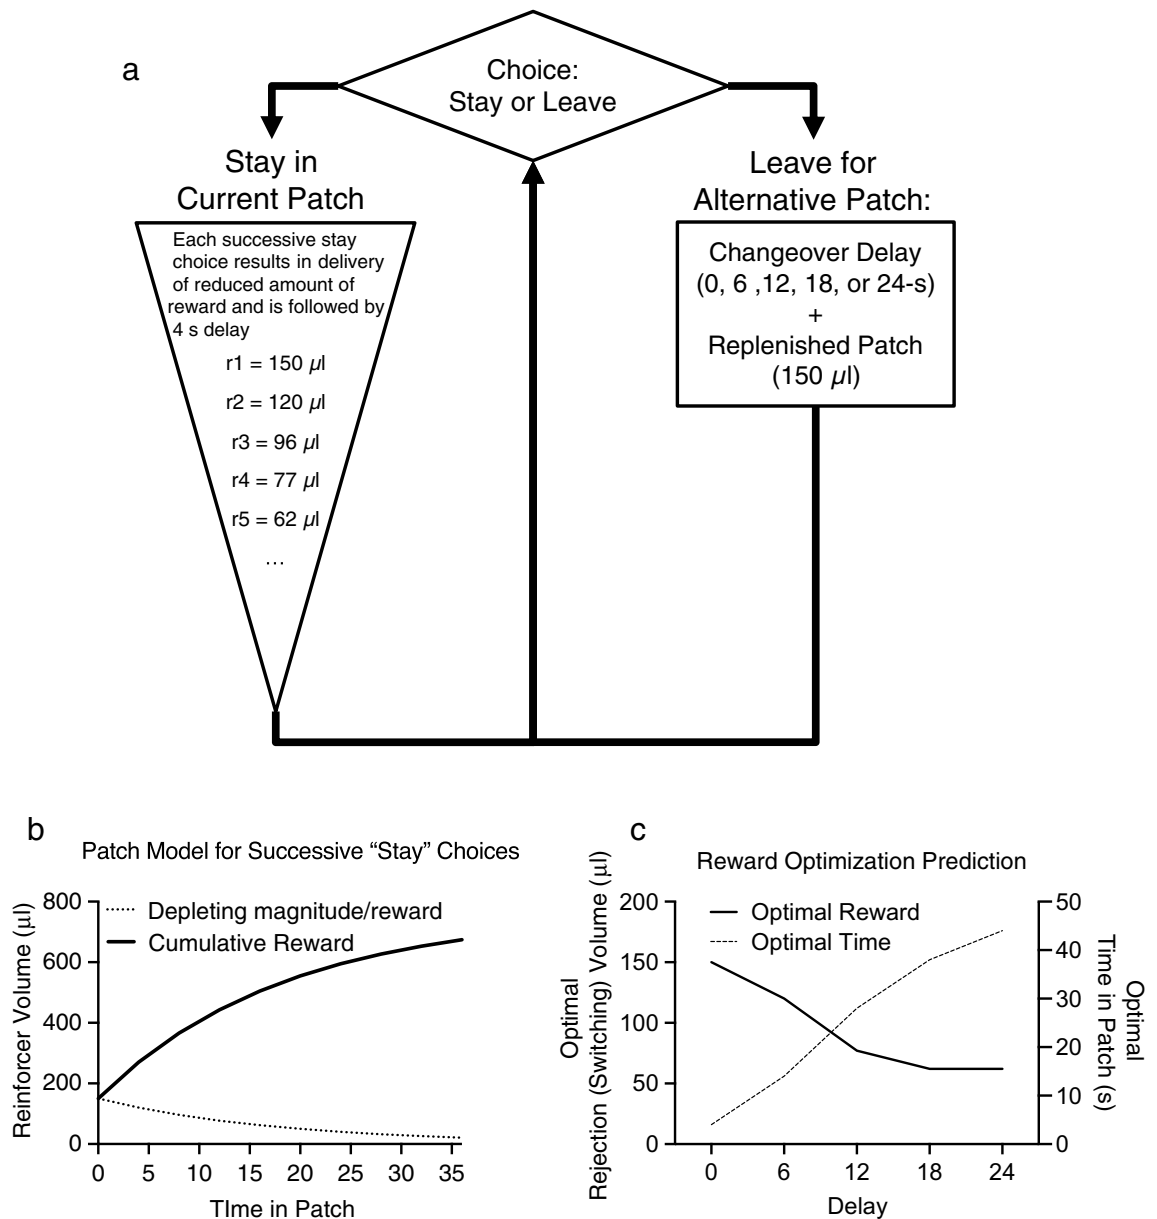 a
Choice:
Stay or Leave
Stay in
Current Patch
Each successive stay
choice results in delivery
of reduced amount of
reward and is followed by
4 s delay
r1 = 150 µl
r2 = 120 µl
r3 = 96 µl
r4 = 77 µl
r5 = 62 µl
...
Leave for
Alternative Patch:
Changeover Delay
(0, 6 ,12, 18, or 24-s)
+
Replenished Patch
(150 µl)
b
Patch Model for Successive “Stay” Choices
Reinforcer Volume (µl)
800
600
400
200
0
Depleting magnitude/reward
Cumulative Reward
0 5 10 15 20 25 30 35
TIme in Patch
c
Reward Optimization Prediction
Optimal
Rejection (Switching) Volume (µl)
200
150
100
50
0
Optimal Reward
Optimal Time
50
40
30
20
10
0
Optimal
Time in Patch (s)
0 6 12 18 24
Delay